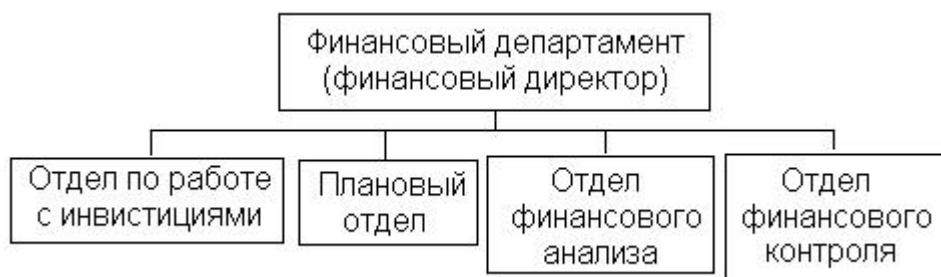 Финансовый департамент
(финансовый директор)
Отдел по работе
с инвистициями
Плановый
отдел
Отдел
финансового
анализа
Отдел
финансового
контроля